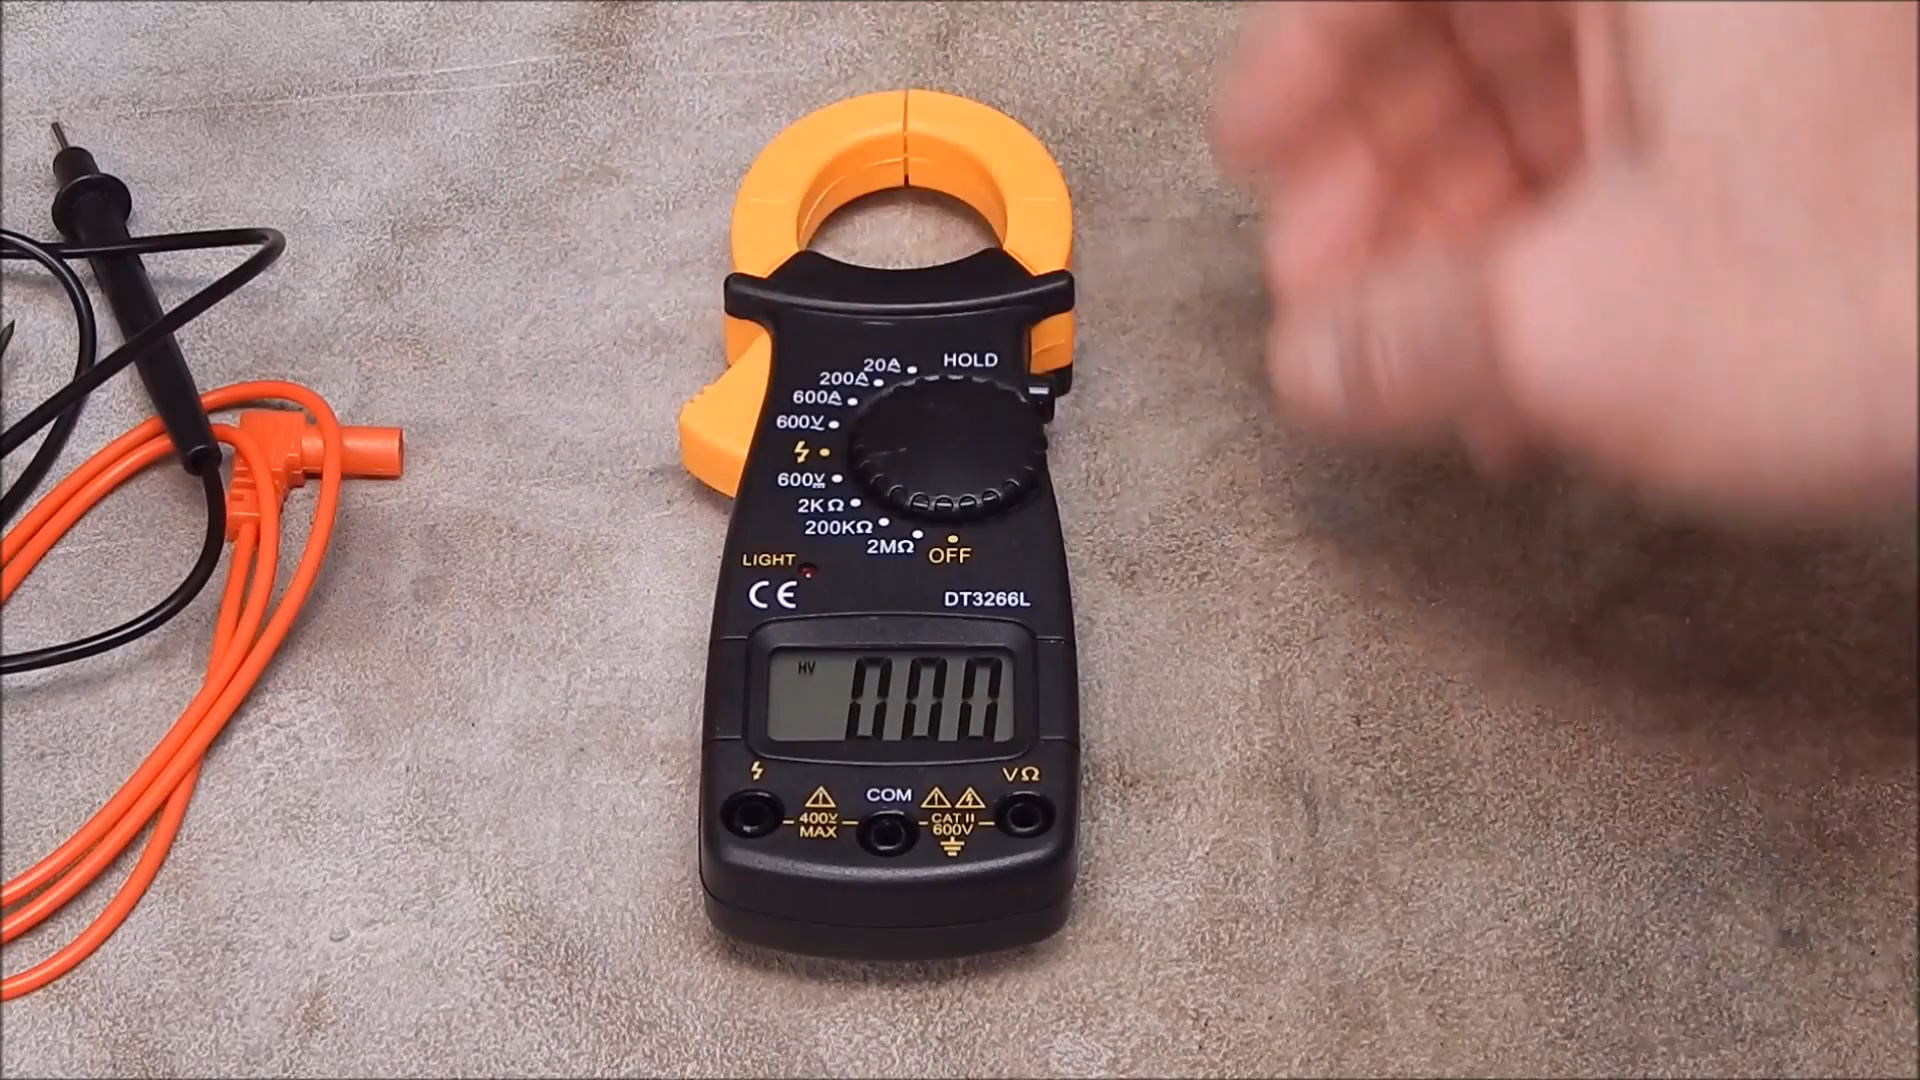 HOLD
20A
200A
600A
600V
600V
2KΩ
200KΩ
2MΩ
OFF
LIGHT
CE
DT3266L
HV
000
COM
VΩ
400V
MAX
CAT II
600V